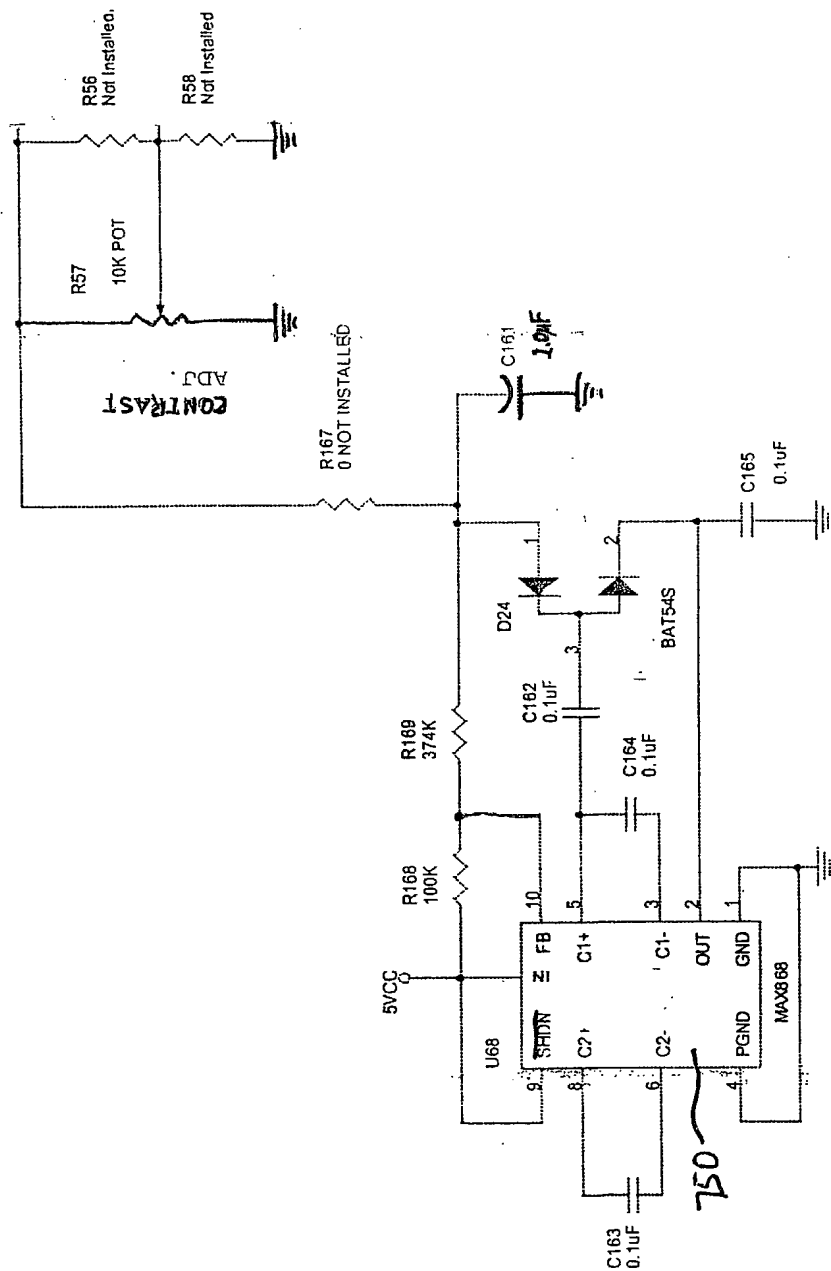 R56
Not Installed.
R58
Not Installed
R57
10K POT
CONTRAST
ADJ.
R167
0 NOT INSTALLED
C161
1.0µF
R169
374K
R168
100K
5VCC
D24
1
2
3
BAT54S
C165
0.1uF
C162
0.1uF
C164
0.1uF
U68
10
FB
5
C1+
3
C1-
2
OUT
1
GND
IN
SHDN
9
C2+
8
C2-
6
PGND
4
MAX868
750
C163
0.1uF